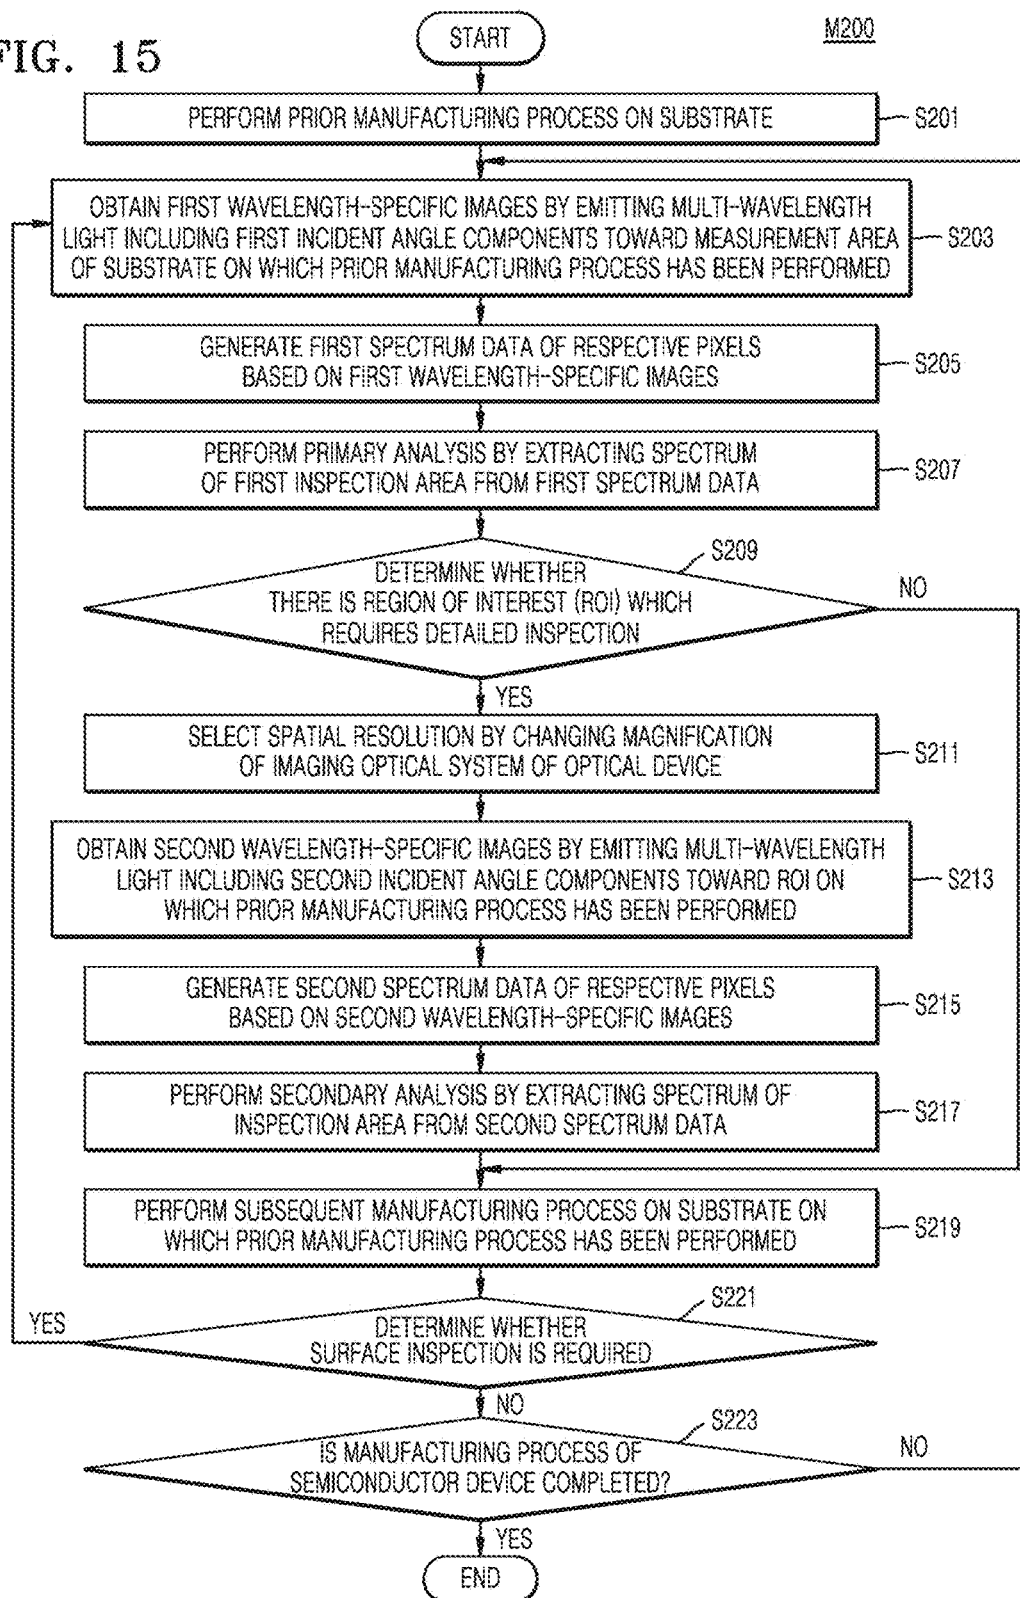 FIG. 15
M200
START
PERFORM PRIOR MANUFACTURING PROCESS ON SUBSTRATE
S201
OBTAIN FIRST WAVELENGTH-SPECIFIC IMAGES BY EMITTING MULTI-WAVELENGTH
LIGHT INCLUDING FIRST INCIDENT ANGLE COMPONENTS TOWARD MEASUREMENT AREA
OF SUBSTRATE ON WHICH PRIOR MANUFACTURING PROCESS HAS BEEN PERFORMED
S203
GENERATE FIRST SPECTRUM DATA OF RESPECTIVE PIXELS
BASED ON FIRST WAVELENGTH-SPECIFIC IMAGES
S205
PERFORM PRIMARY ANALYSIS BY EXTRACTING SPECTRUM
OF FIRST INSPECTION AREA FROM FIRST SPECTRUM DATA
S207
S209
DETERMINE WHETHER
THERE IS REGION OF INTEREST (ROI) WHICH
REQUIRES DETAILED INSPECTION
NO
YES
SELECT SPATIAL RESOLUTION BY CHANGING MAGNIFICATION
OF IMAGING OPTICAL SYSTEM OF OPTICAL DEVICE
S211
OBTAIN SECOND WAVELENGTH-SPECIFIC IMAGES BY EMITTING MULTI-WAVELENGTH
LIGHT INCLUDING SECOND INCIDENT ANGLE COMPONENTS TOWARD ROI ON
WHICH PRIOR MANUFACTURING PROCESS HAS BEEN PERFORMED
S213
GENERATE SECOND SPECTRUM DATA OF RESPECTIVE PIXELS
BASED ON SECOND WAVELENGTH-SPECIFIC IMAGES
S215
PERFORM SECONDARY ANALYSIS BY EXTRACTING SPECTRUM OF
INSPECTION AREA FROM SECOND SPECTRUM DATA
S217
PERFORM SUBSEQUENT MANUFACTURING PROCESS ON SUBSTRATE ON
WHICH PRIOR MANUFACTURING PROCESS HAS BEEN PERFORMED
S219
S221
YES
DETERMINE WHETHER
SURFACE INSPECTION IS REQUIRED
NO
S223
IS MANUFACTURING PROCESS OF
SEMICONDUCTOR DEVICE COMPLETED?
NO
YES
END